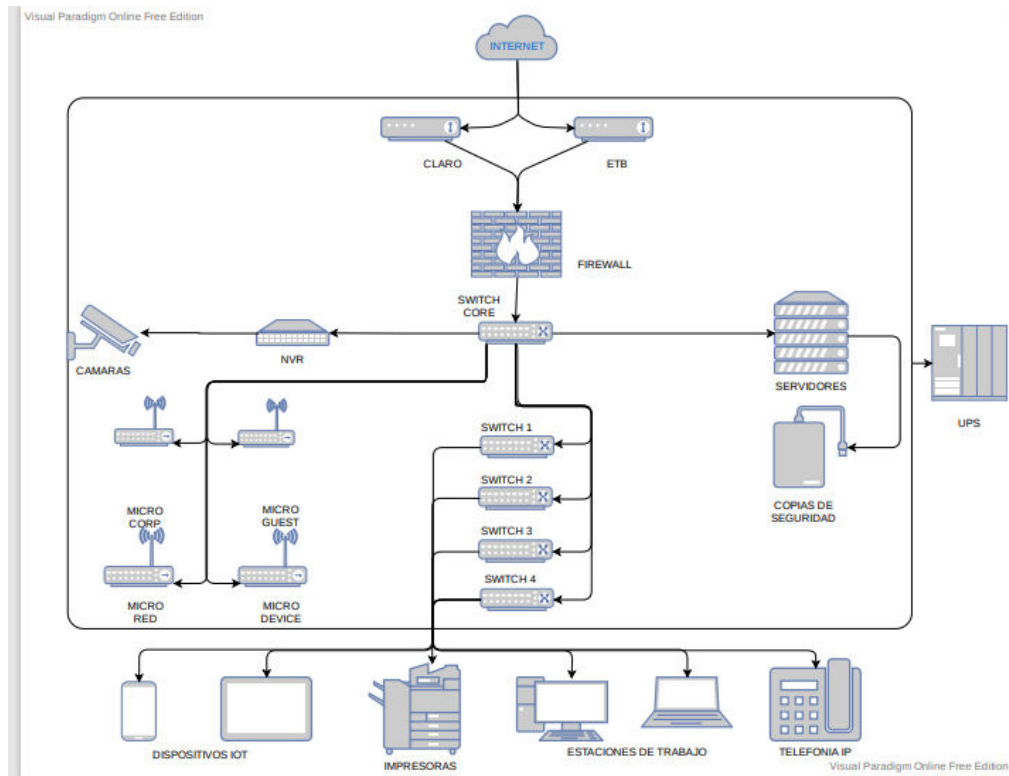 Visual Paradigm Online Free Edition
INTERNET
CLARO
ETB
FIREWALL
SWITCH
CORE
CAMARAS
NVR
SERVIDORES
UPS
SWITCH 1
SWITCH 2
SWITCH 3
SWITCH 4
COPIAS DE
SEGURIDAD
MICRO
CORP
MICRO
GUEST
MICRO
RED
MICRO
DEVICE
DISPOSITIVOS IOT
IMPRESORAS
ESTACIONES DE TRABAJO
TELEFONIA IP
Visual Paradigm Online Free Edition